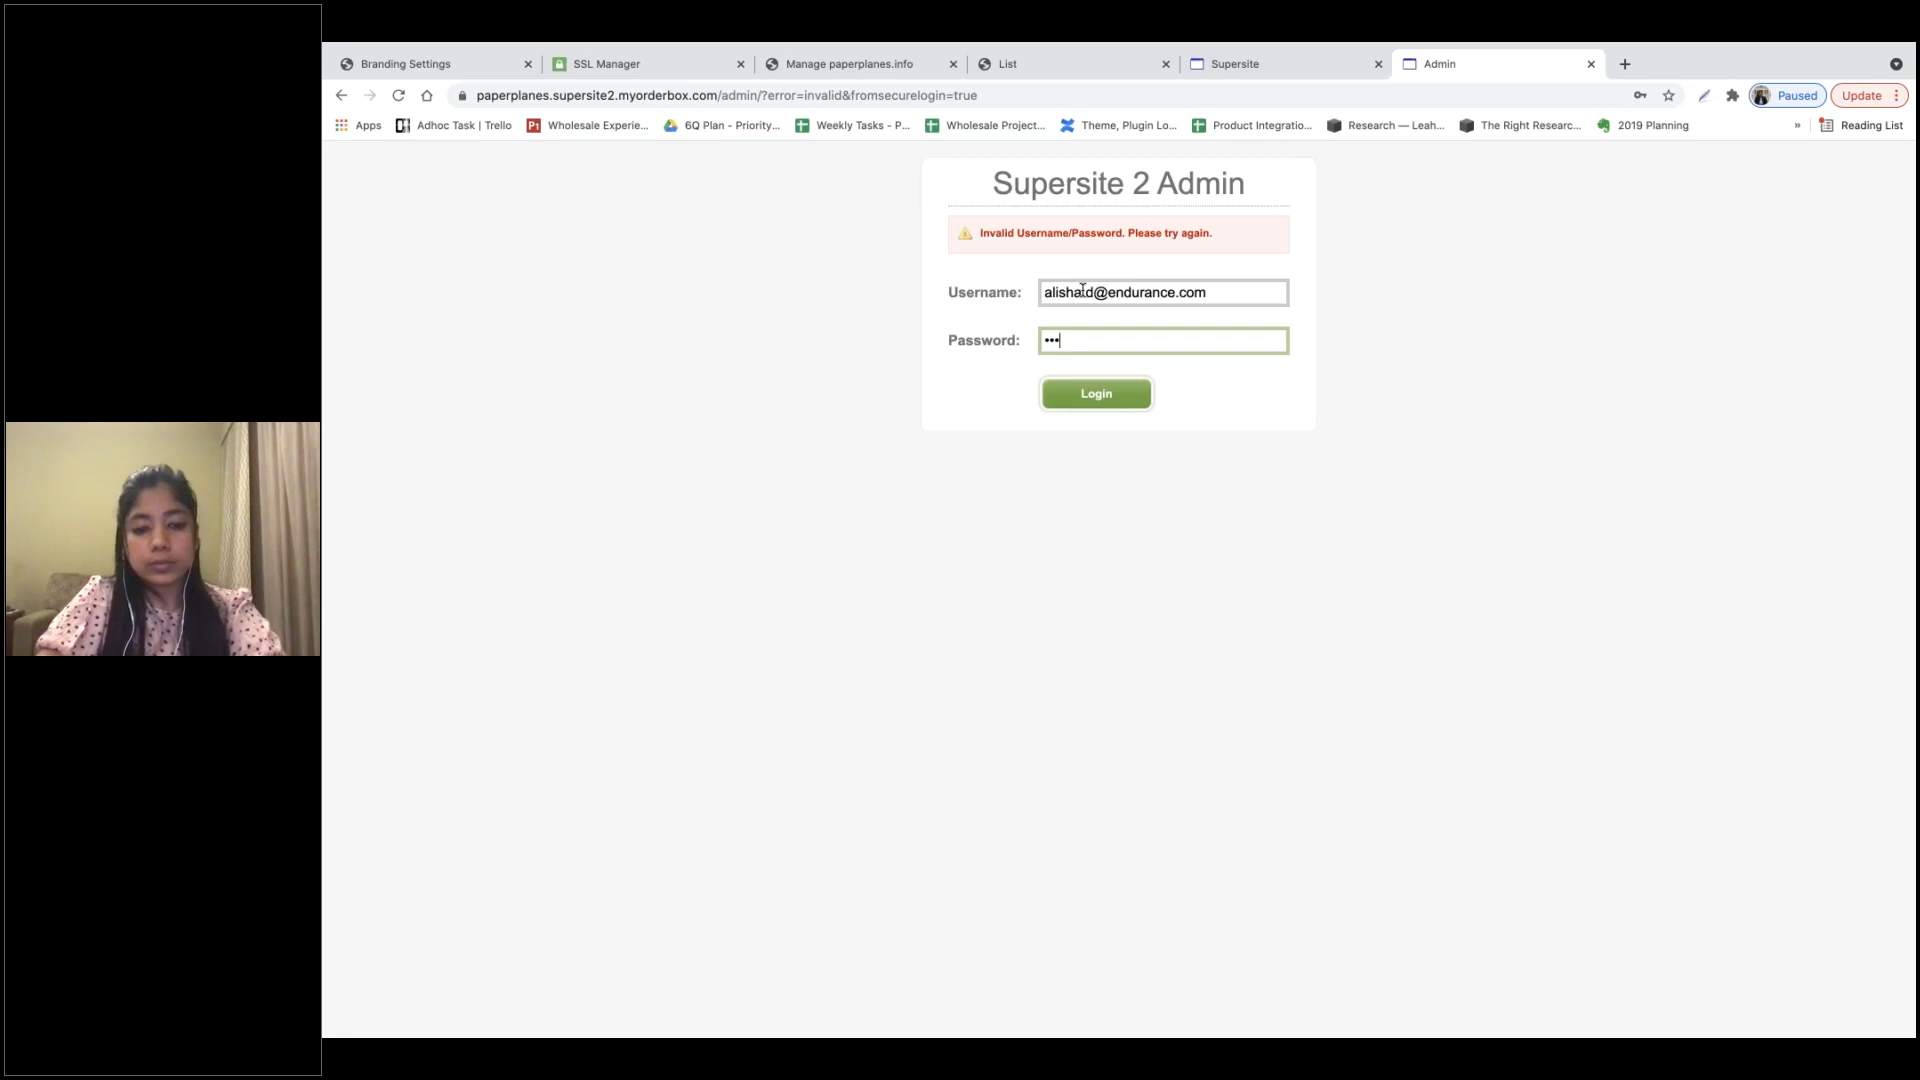 Branding Settings
SSL Manager
Manage paperplanes.info
List
Supersite
Admin
paperplanes.supersite2.myorderbox.com/admin/?error=invalid&fromsecurelogin=true
Paused
Update
Apps
Adhoc Task | Trello
Wholesale Experie...
6Q Plan - Priority...
Weekly Tasks - P...
Wholesale Project...
Theme, Plugin Lo...
Product Integratio...
Research — Leah...
The Right Researc...
2019 Planning
»
Reading List
Supersite 2 Admin
Invalid Username/Password. Please try again.
Username:
alisha.d@endurance.com
Password:
•••
Login